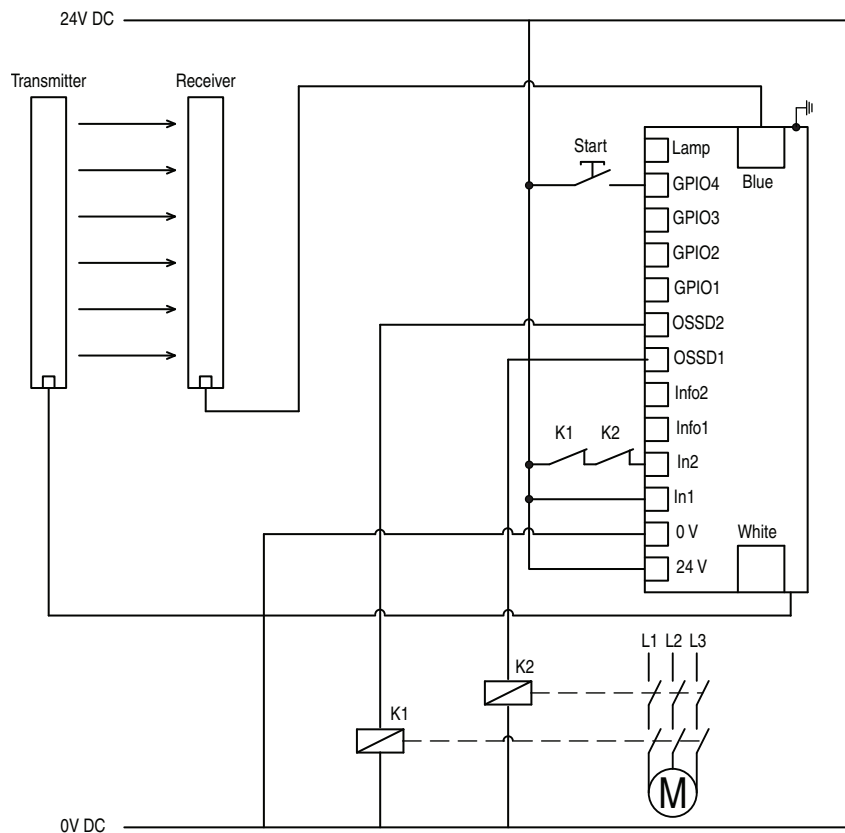 24V DC
Transmitter
Receiver
Start
Lamp
GPIO4
Blue
GPIO3
GPIO2
GPIO1
OSSD2
OSSD1
Info2
Info1
K1
K2
In2
In1
0 V
White
24 V
L1 L2 L3
K2
K1
M
0V DC